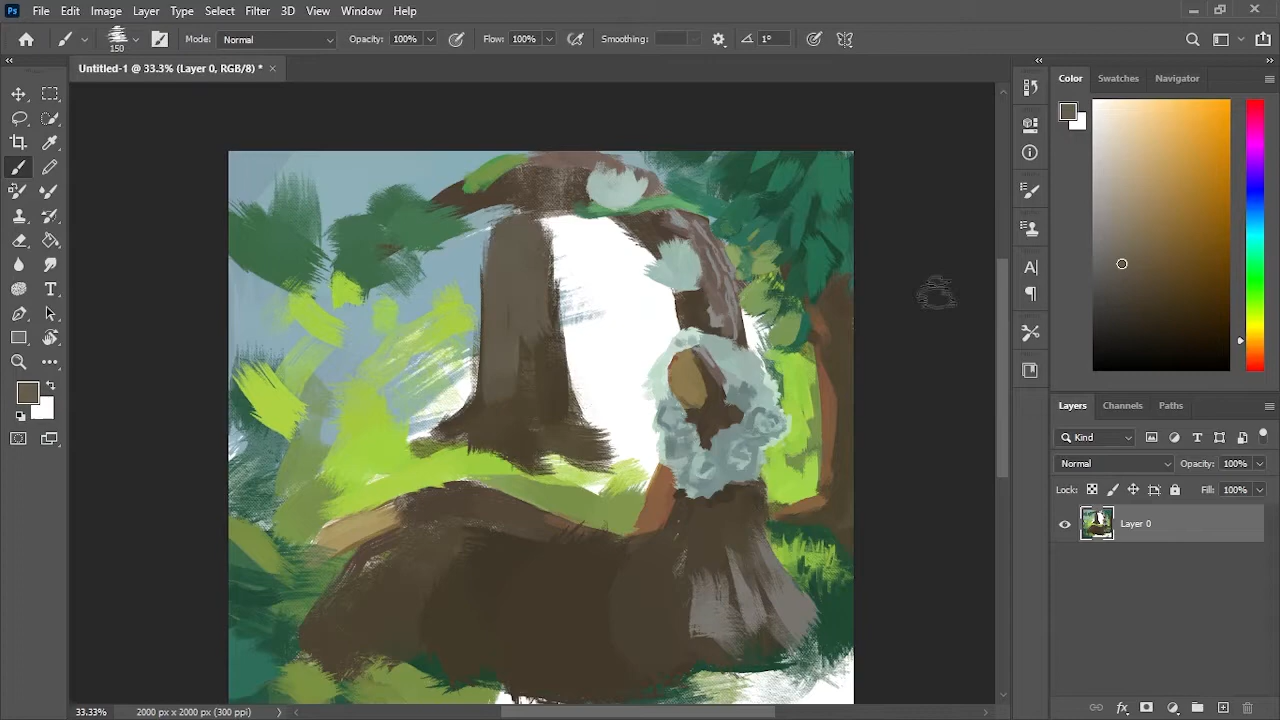 Ps File Edit Image Layer Type Select Filter 3D View Window Help
150 Mode: Normal Opacity: 100% Flow: 100% Smoothing: 1°
Untitled-1 @ 33.3% (Layer 0, RGB/8) * ×
Color Swatches Navigator
Layers Channels Paths
Kind
Normal Opacity: 100%
Lock: Fill: 100%
Layer 0
33.33% 2000 px x 2000 px (300 ppi)